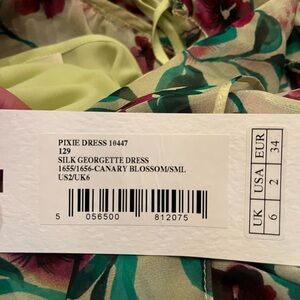 PIXIE DRESS 10447
129
SILK GEORGETTE DRESS
1655/1656-CANARY BLOSSOM/SML
US2/UK6
5 056500 812075
UK USA EUR
6 2 34